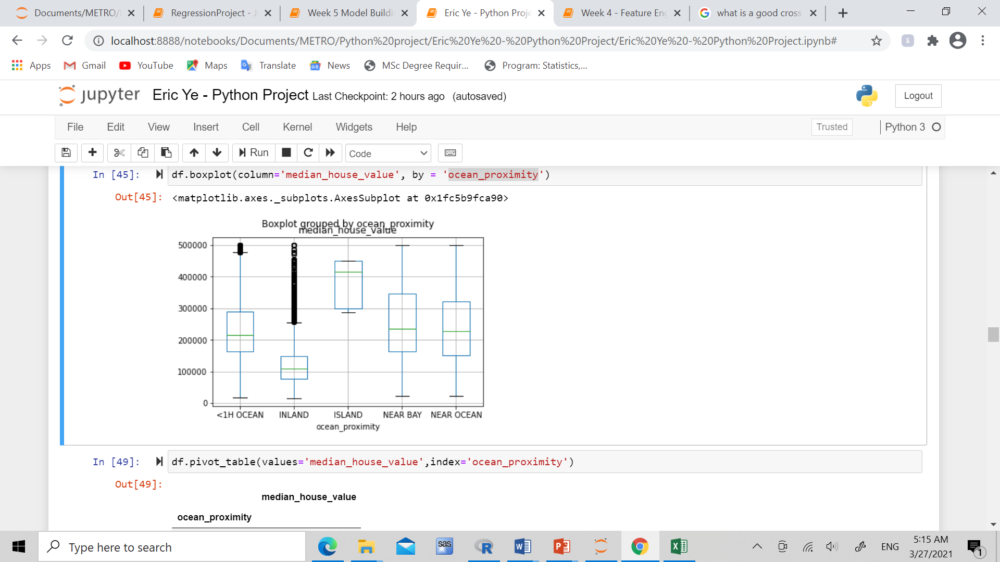 Documents/METRO/
RegressionProject - J
Week 5 Model Buildi
Eric Ye - Python Proje
Week 4 - Feature Eng
what is a good cross
localhost:8888/notebooks/Documents/METRO/Python%20project/Eric%20Ye%20-%20Python%20Project/Eric%20Ye%20-%20Python%20Project.ipynb#
Apps Gmail YouTube Maps Translate News MSc Degree Requir... Program: Statistics,...
jupyter Eric Ye - Python Project Last Checkpoint: 2 hours ago (autosaved) Logout
File Edit View Insert Cell Kernel Widgets Help Trusted Python 3
Run Code
In [45]: df.boxplot(column='median_house_value', by = 'ocean_proximity')
Out[45]: <matplotlib.axes._subplots.AxesSubplot at 0x1fc5b9fca90>
Boxplot grouped by ocean_proximity
median_house_value
500000
400000
300000
200000
100000
0
<1H OCEAN INLAND ISLAND NEAR BAY NEAR OCEAN
ocean_proximity
In [49]: df.pivot_table(values='median_house_value',index='ocean_proximity')
Out[49]:
median_house_value
ocean_proximity
Type here to search
sas
ENG
5:15 AM
3/27/2021
1